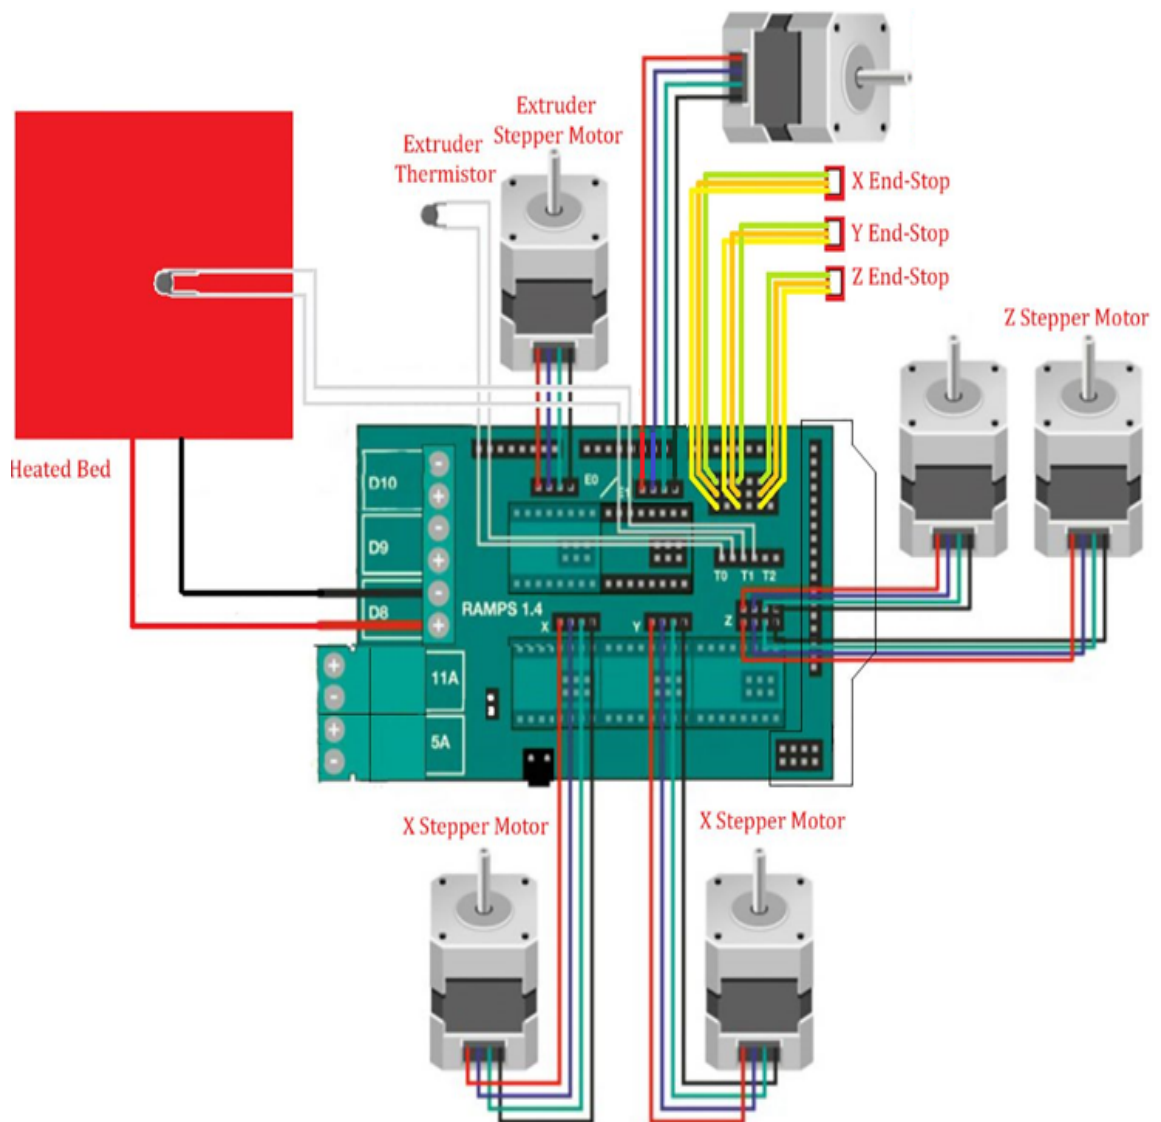 Extruder
Stepper Motor
Extruder
Thermistor
X End-Stop
Y End-Stop
Z End-Stop
Z Stepper Motor
Heated Bed
D10
D9
D8
E0
E1
T0 T1 T2
RAMPS 1.4
X
Y
Z
11A
5A
- + - + - +
+ - + -
X Stepper Motor
X Stepper Motor